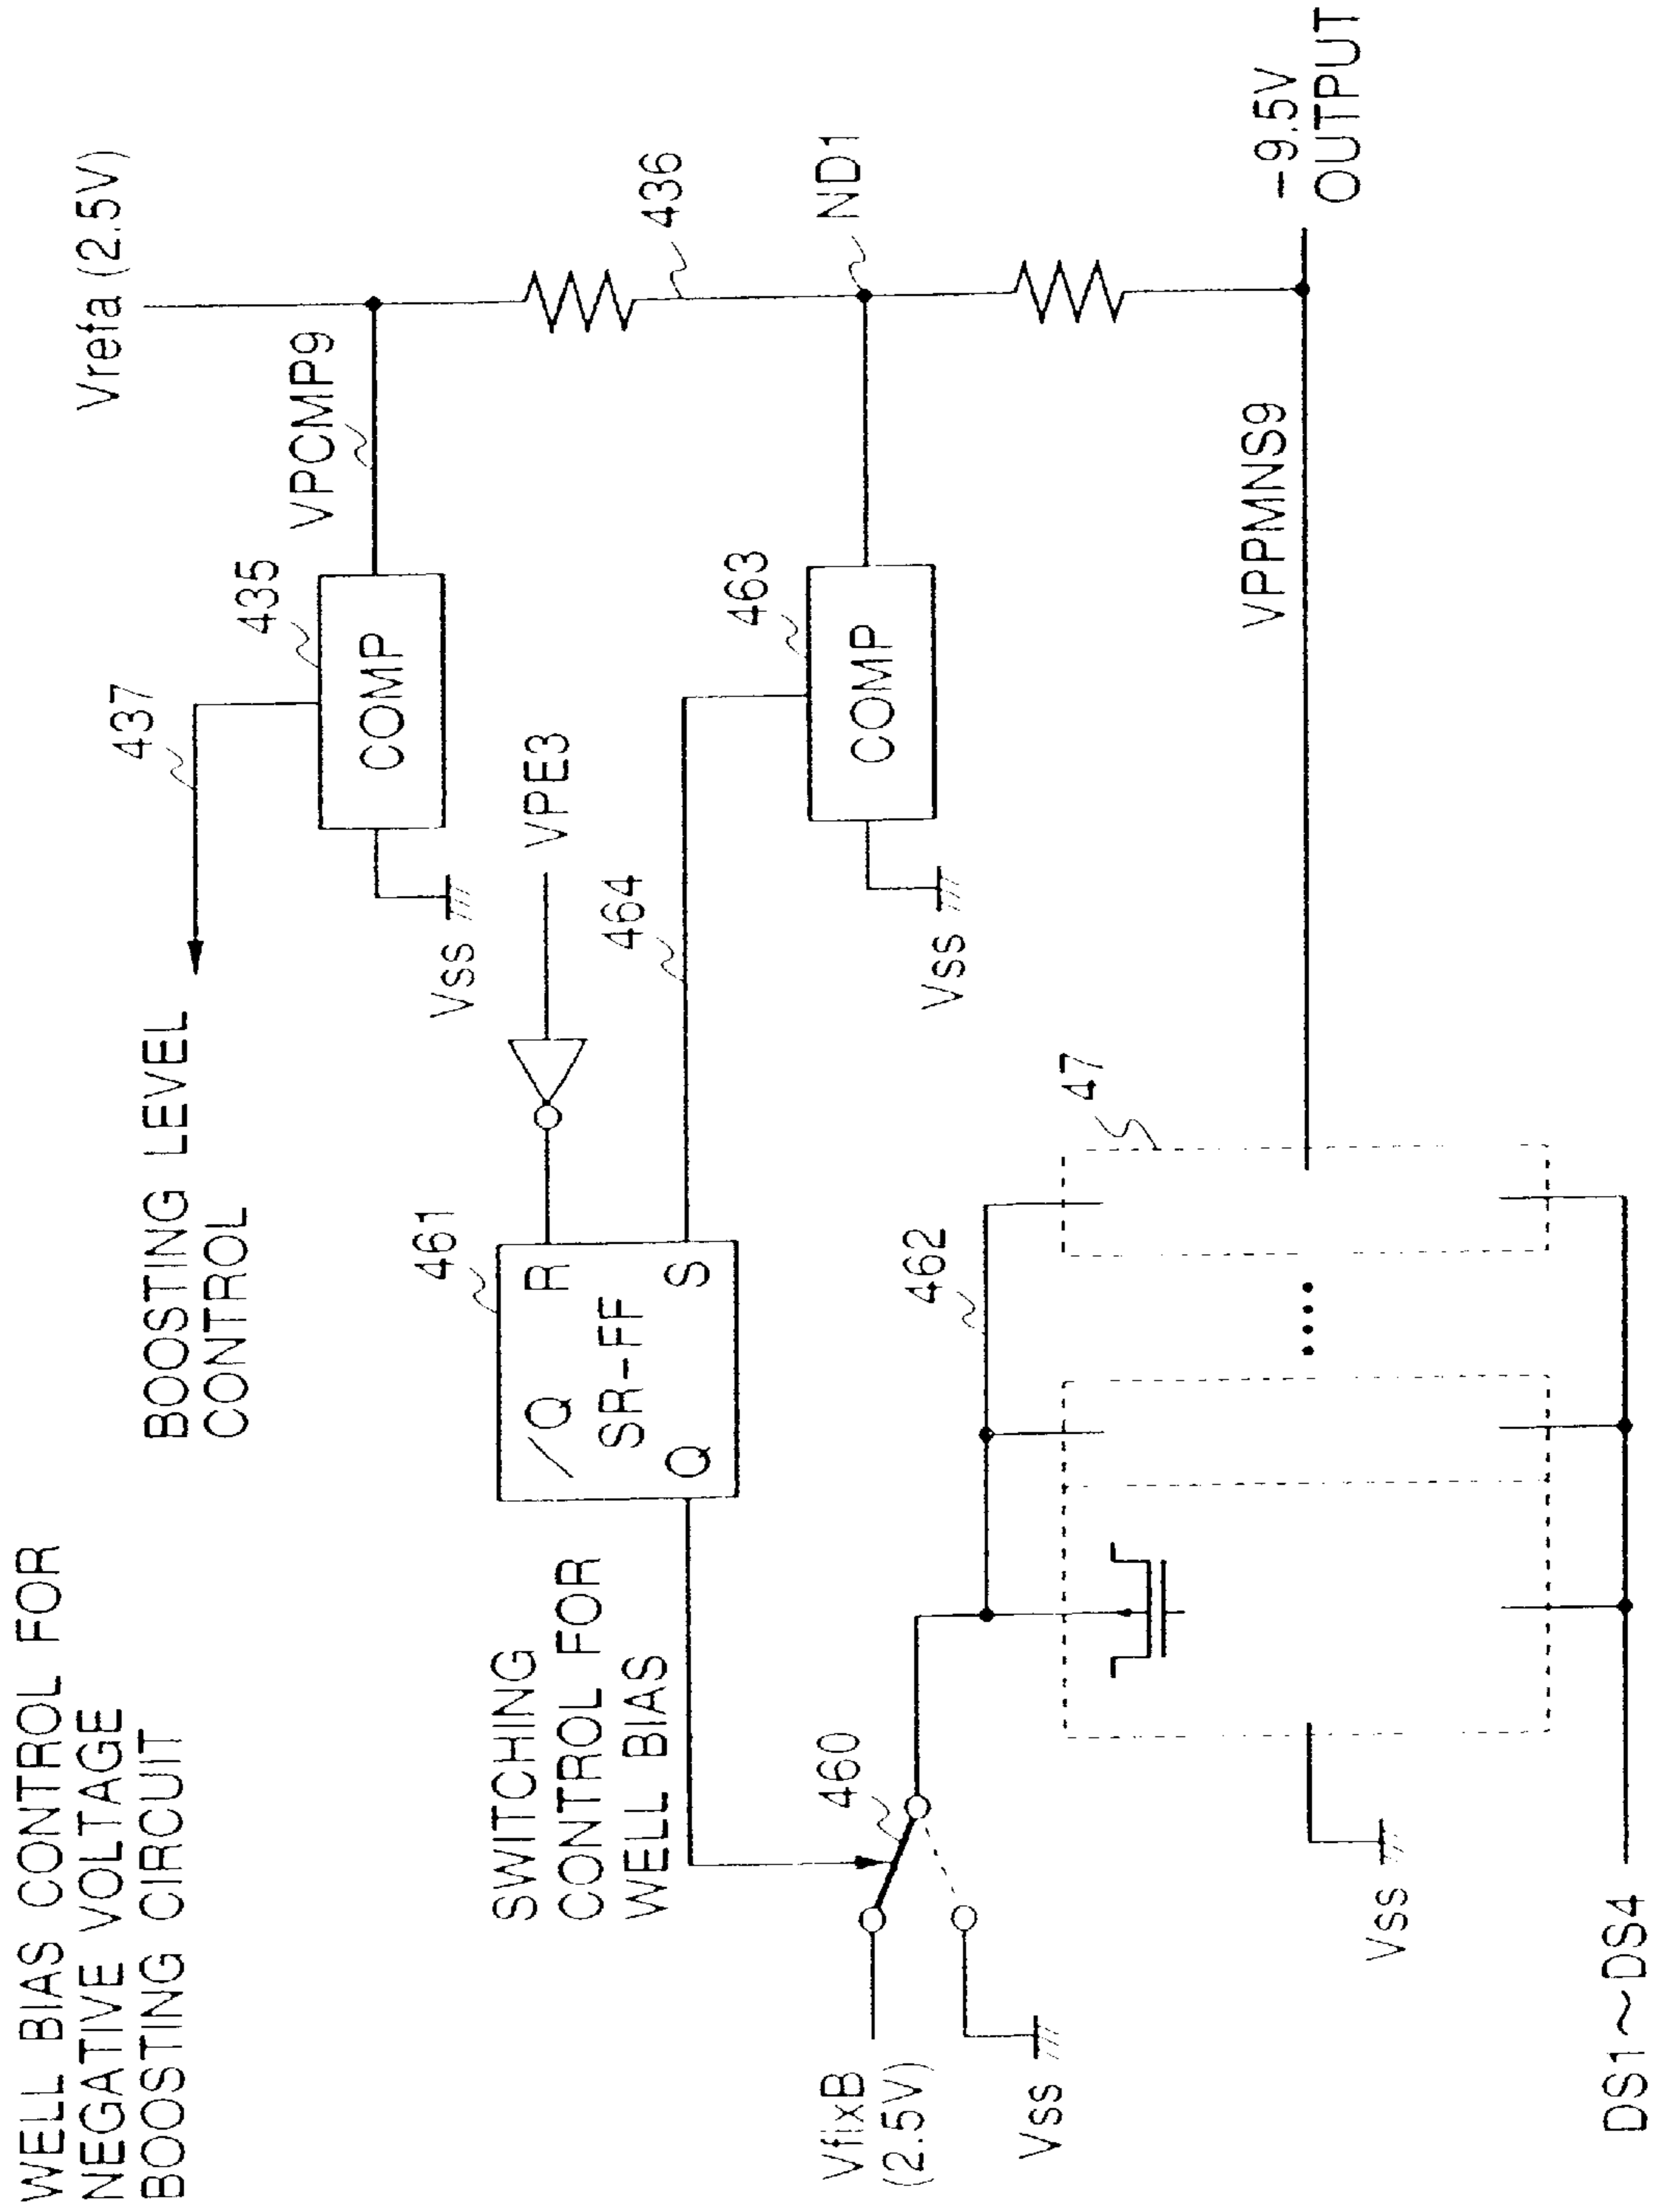 WELL BIAS CONTROL FOR
NEGATIVE VOLTAGE
BOOSTING CIRCUIT
BOOSTING LEVEL
CONTROL
437
435
COMP
Vss
VPCMP9
Vrefa (2.5V)
SWITCHING
CONTROL FOR
WELL BIAS
461
/Q
R
SR-FF
Q
S
VPE3
464
463
COMP
Vss
436
ND1
VfixB
(2.5V)
Vss
460
462
47
VPPMNS9
-9.5V
OUTPUT
Vss
DS1~DS4